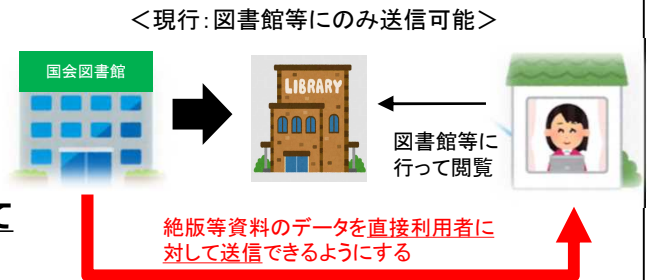 ＜現行：図書館等にのみ送信可能＞
国会図書館
LIBRARY
図書館等に
行って閲覧
て
絶版等資料のデータを直接利用者に
対して送信できるようにする